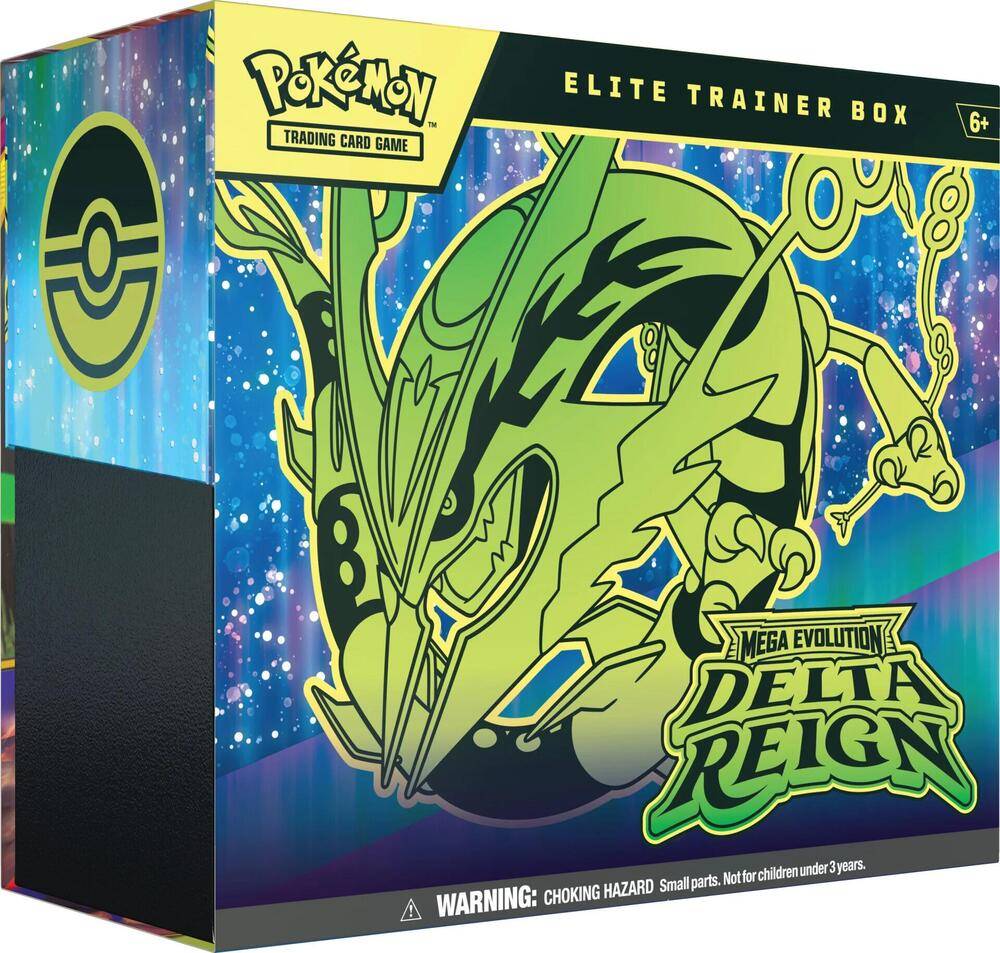 POKéMON
TRADING CARD GAME
ELITE TRAINER BOX
6+
MEGA EVOLUTION
DELTA
REIGN
WARNING: CHOKING HAZARD Small parts. Not for children under 3 years.